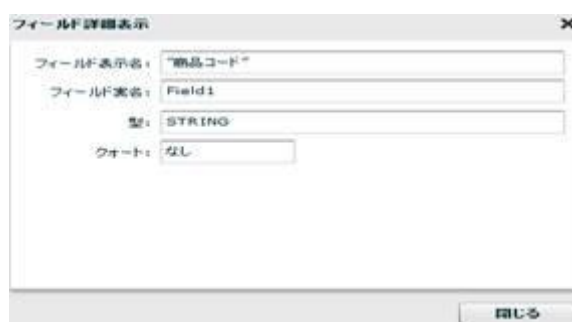 フィールド詳細表示
フィールド表示名： "商品コード"
フィールド実名： Field1
型： STRING
クォート： なし
閉じる